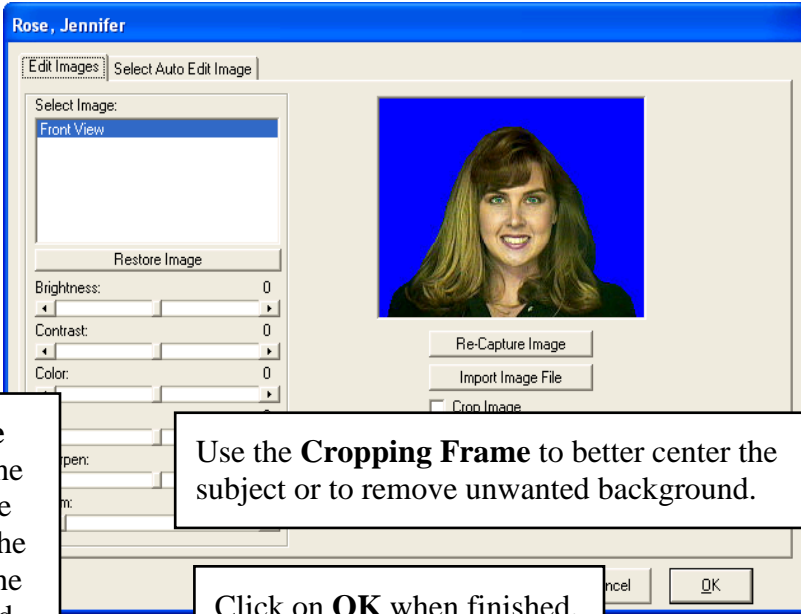 Rose, Jennifer
Edit Images
Select Auto Edit Image
Select Image:
Front View
Restore Image
Brightness: 0
Contrast: 0
Color: 0
Re-Capture Image
Import Image File
Crop Image
Use the Cropping Frame to better center the
subject or to remove unwanted background.
OK
Click on OK when finished.